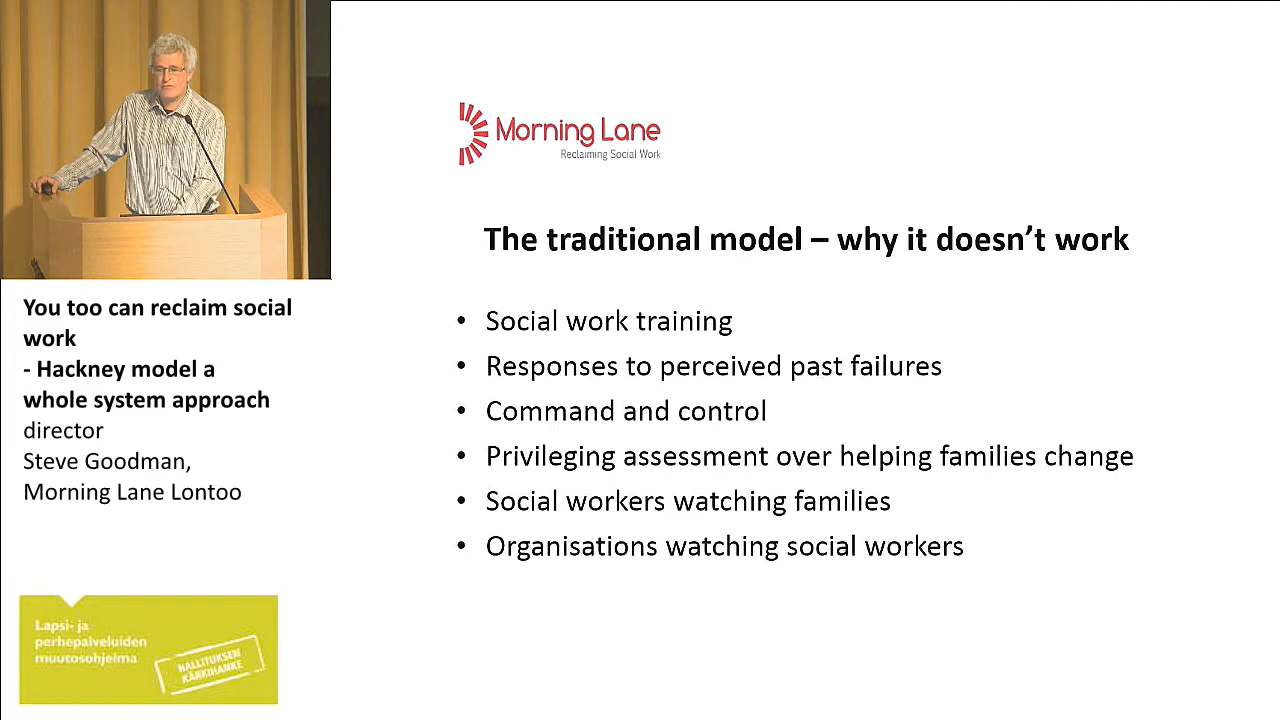 Morning Lane
Reclaiming Social Work
The traditional model – why it doesn’t work
• Social work training
• Responses to perceived past failures
• Command and control
• Privileging assessment over helping families change
• Social workers watching families
• Organisations watching social workers
You too can reclaim social
work
- Hackney model a
whole system approach
director
Steve Goodman,
Morning Lane Lontoo
Lapsi- ja
perhepalveluiden
muutosohjelma
HALLITUKSEN
KÄRKIHANKE